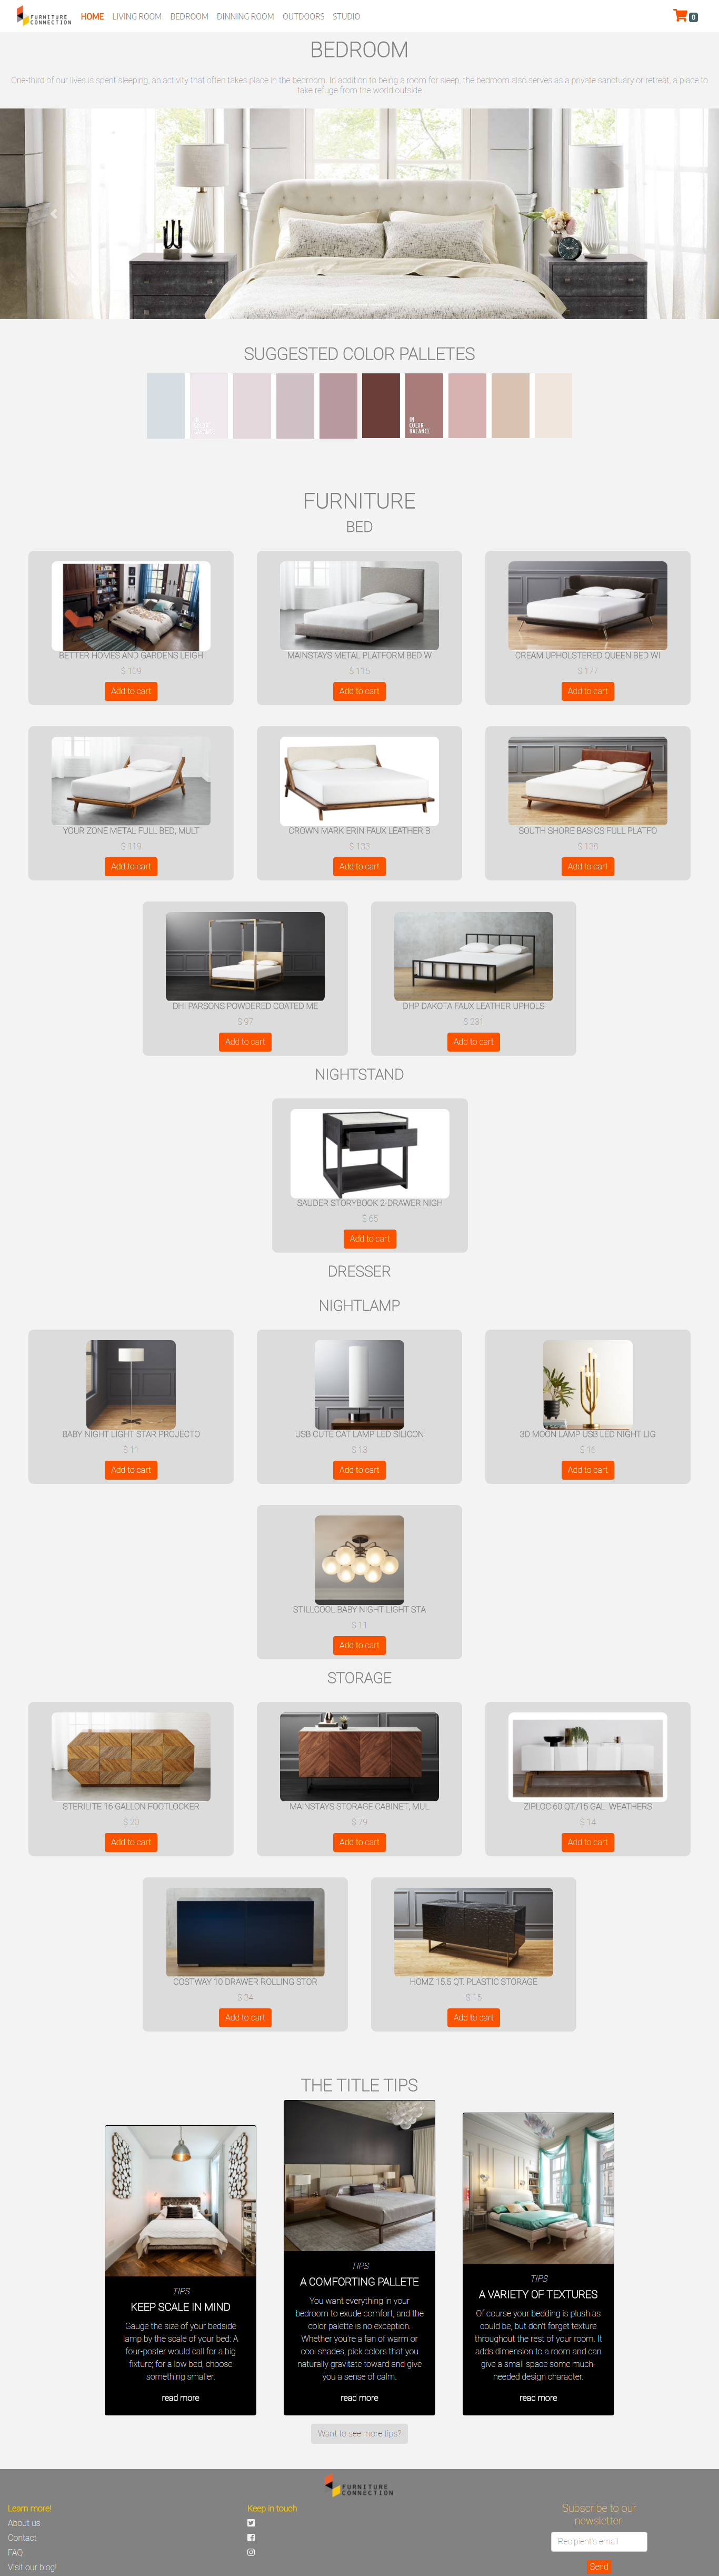 FURNITURE
CONNECTION
HOME
LIVING ROOM
BEDROOM
DINNING ROOM
OUTDOORS
STUDIO
0
BEDROOM
One-third of our lives is spent sleeping, an activity that often takes place in the bedroom. In addition to being a room for sleep, the bedroom also serves as a private sanctuary or retreat, a place to
take refuge from the world outside
SUGGESTED COLOR PALLETES
IN
COLOR
BALANCE
IN
COLOR
BALANCE
FURNITURE
BED
BETTER HOMES AND GARDENS LEIGH
$ 109
Add to cart
MAINSTAYS METAL PLATFORM BED W
$ 115
Add to cart
CREAM UPHOLSTERED QUEEN BED WI
$ 177
Add to cart
YOUR ZONE METAL FULL BED, MULT
$ 119
Add to cart
CROWN MARK ERIN FAUX LEATHER B
$ 133
Add to cart
SOUTH SHORE BASICS FULL PLATFO
$ 138
Add to cart
DHI PARSONS POWDERED COATED ME
$ 97
Add to cart
DHP DAKOTA FAUX LEATHER UPHOLS
$ 231
Add to cart
NIGHTSTAND
SAUDER STORYBOOK 2-DRAWER NIGH
$ 65
Add to cart
DRESSER
NIGHTLAMP
BABY NIGHT LIGHT STAR PROJECTO
$ 11
Add to cart
USB CUTE CAT LAMP LED SILICON
$ 13
Add to cart
3D MOON LAMP USB LED NIGHT LIG
$ 16
Add to cart
STILLCOOL BABY NIGHT LIGHT STA
$ 11
Add to cart
STORAGE
STERILITE 16 GALLON FOOTLOCKER
$ 20
Add to cart
MAINSTAYS STORAGE CABINET, MUL
$ 79
Add to cart
ZIPLOC 60 QT./15 GAL. WEATHERS
$ 14
Add to cart
COSTWAY 10 DRAWER ROLLING STOR
$ 34
Add to cart
HOMZ 15.5 QT. PLASTIC STORAGE
$ 15
Add to cart
THE TITLE TIPS
TIPS
KEEP SCALE IN MIND
Gauge the size of your bedside
lamp by the scale of your bed: A
four-poster would call for a big
fixture; for a low bed, choose
something smaller.
read more
TIPS
A COMFORTING PALLETE
You want everything in your
bedroom to exude comfort, and the
color palette is no exception.
Whether you're a fan of warm or
cool shades, pick colors that you
naturally gravitate toward and give
you a sense of calm.
read more
TIPS
A VARIETY OF TEXTURES
Of course your bedding is plush as
could be, but don't forget texture
throughout the rest of your room. It
adds dimension to a room and can
give a small space some much-
needed design character.
read more
Want to see more tips?
FURNITURE
CONNECTION
Learn more!
About us
Contact
FAQ
Visit our blog!
Keep in touch
Subscribe to our
newsletter!
Recipient's email
Send